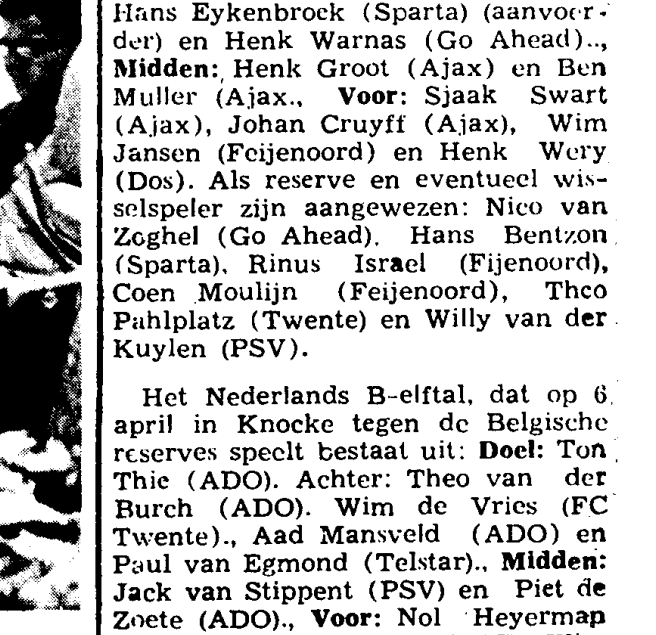 Hans Eykenbroek (Sparta) (aanvoer-
der) en Henk Warnas (Go Ahead)..,
Midden: Henk Groot (Ajax) en Ben
Muller (Ajax., Voor: Sjaak Swart
(Ajax), Johan Cruyff (Ajax), Wim
Jansen (Feijenoord) en Henk Wery
(Dos). Als reserve en eventueel wis-
selspeler zijn aangewezen: Nico van
Zoghel (Go Ahead), Hans Bentzon
(Sparta), Rinus Israel (Fijenoord),
Coen Moulijn (Feijenoord), Theo
Pahlplatz (Twente) en Willy van der
Kuylen (PSV).
Het Nederlands B-elftal, dat op 6
april in Knocke tegen de Belgische
reserves speelt bestaat uit: Doel: Ton
Thie (ADO). Achter: Theo van der
Burch (ADO). Wim de Vries (FC
Twente)., Aad Mansveld (ADO) en
Paul van Egmond (Telstar)., Midden:
Jack van Stippent (PSV) en Piet de
Zoete (ADO)., Voor: Nol Heyermap